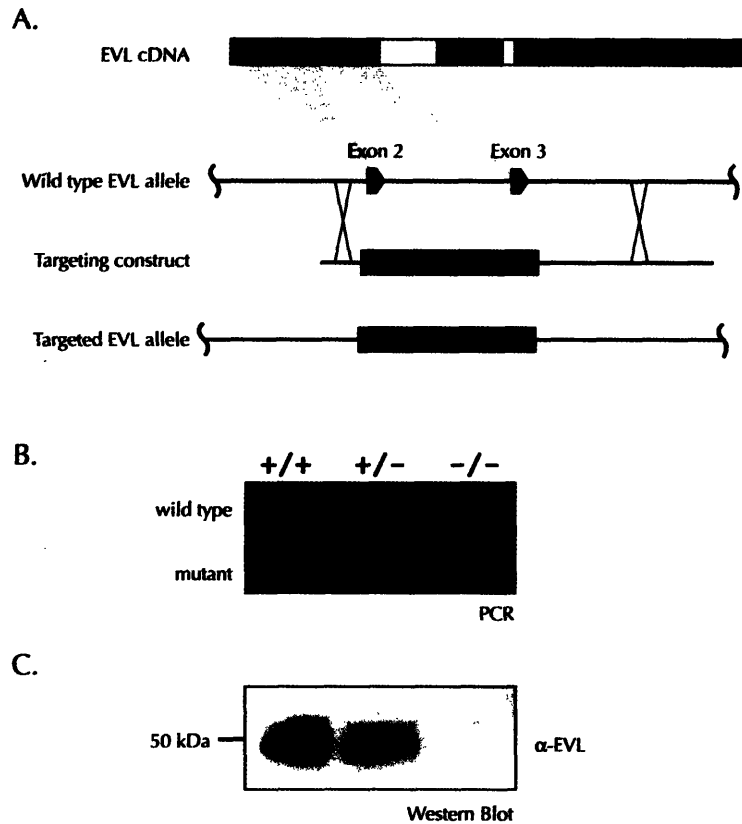 A.
EVL cDNA
Exon 2 Exon 3
Wild type EVL allele
Targeting construct
Targeted EVL allele
B.
+/+ +/- -/-
wild type
mutant
PCR
C.
50 kDa
α-EVL
Western Blot